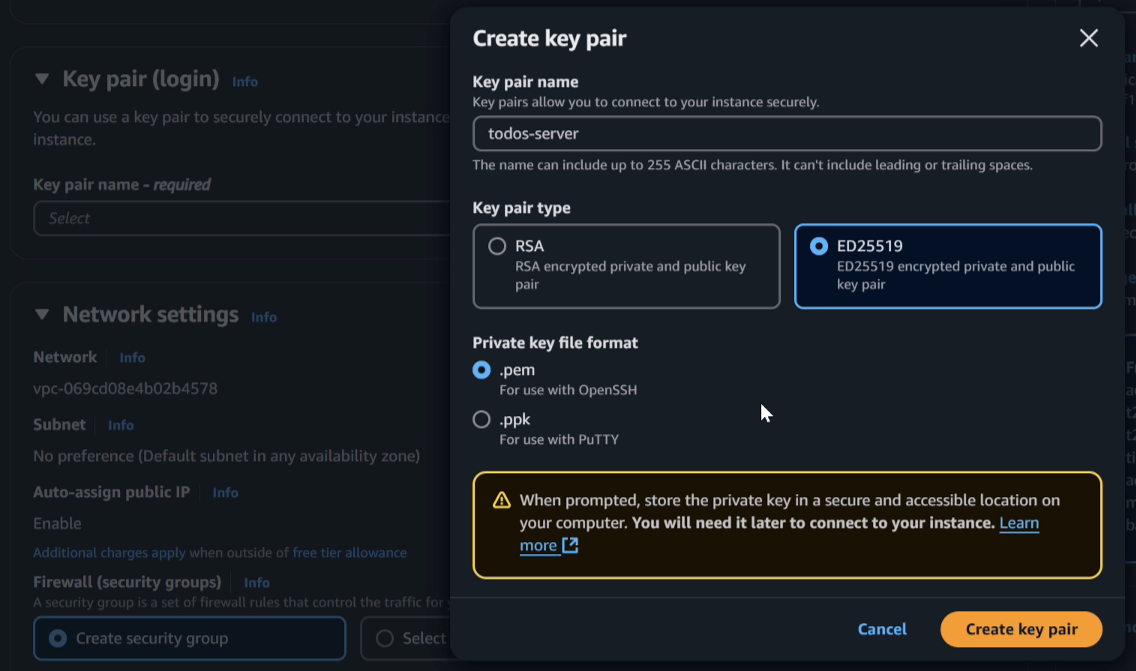 Key pair (login) Info
You can use a key pair to securely connect to your instance
instance.
Key pair name - required
Select
Network settings Info
Network Info
vpc-069cd08e4b02b4578
Subnet Info
No preference (Default subnet in any availability zone)
Auto-assign public IP Info
Enable
Additional charges apply when outside of free tier allowance
Firewall (security groups) Info
A security group is a set of firewall rules that control the traffic for
Create security group
Select
Create key pair
Key pair name
Key pairs allow you to connect to your instance securely.
todos-server
The name can include up to 255 ASCII characters. It can't include leading or trailing spaces.
Key pair type
RSA
RSA encrypted private and public key
pair
ED25519
ED25519 encrypted private and public
key pair
Private key file format
.pem
For use with OpenSSH
.ppk
For use with PuTTY
When prompted, store the private key in a secure and accessible location on
your computer. You will need it later to connect to your instance. Learn
more
Cancel
Create key pair